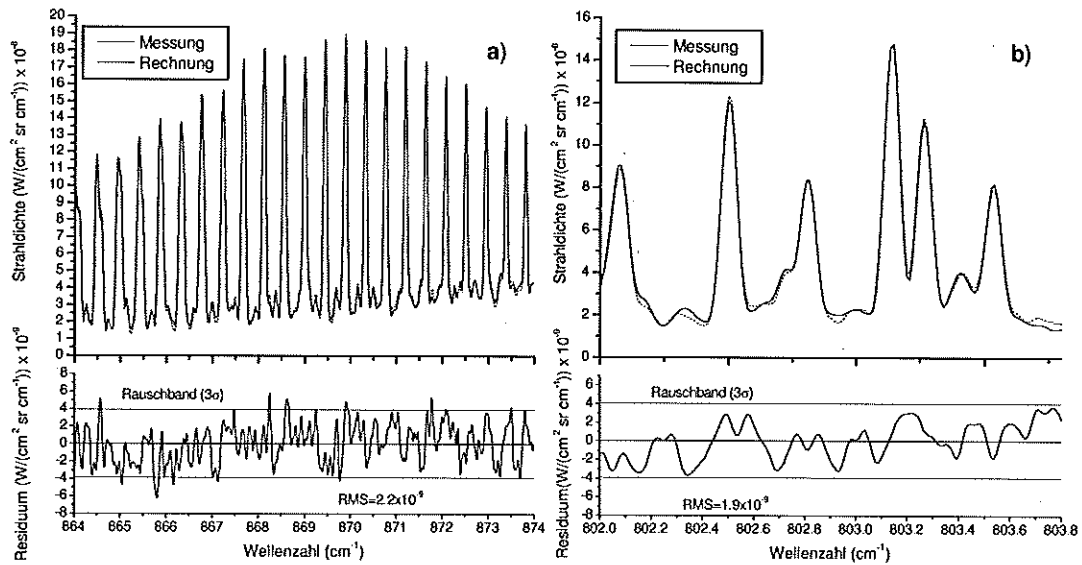 Messung
Rechnung
a)
Strahldichte (W/(cm² sr cm⁻¹)) x 10⁻⁸
20
19
18
17
16
15
14
13
12
11
10
9
8
7
6
5
4
3
2
1
0
Rauschband (3σ)
RMS=2.2x10⁻⁹
Residuum (W/(cm² sr cm⁻¹)) x 10⁻⁹
8
6
4
2
0
-2
-4
-6
-8
864 865 866 867 868 869 870 871 872 873 874
Wellenzahl (cm⁻¹)
Messung
Rechnung
b)
Strahldichte (W/(cm² sr cm⁻¹)) x 10⁻⁸
16
14
12
10
8
6
4
2
0
Rauschband (3σ)
RMS=1.9x10⁻⁹
Residuum(W/(cm² sr cm⁻¹)) x 10⁻⁹
8
6
4
2
0
-2
-4
-6
-8
802.0 802.2 802.5 802.6 802.8 803.0 803.2 803.4 803.6 803.8
Wellenzahl (cm⁻¹)